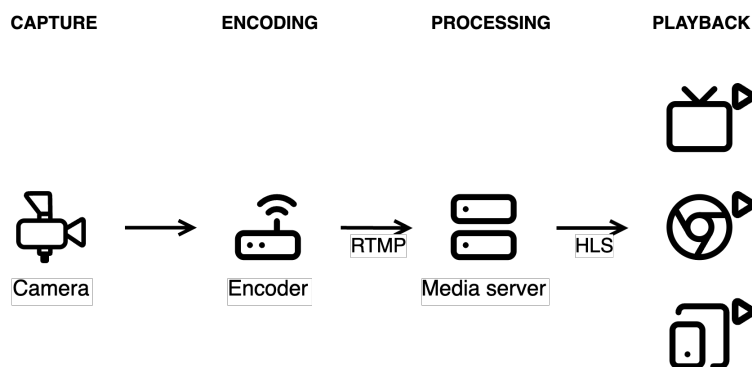 CAPTURE
ENCODING
PROCESSING
PLAYBACK
RTMP
HLS
Camera
Encoder
Media server